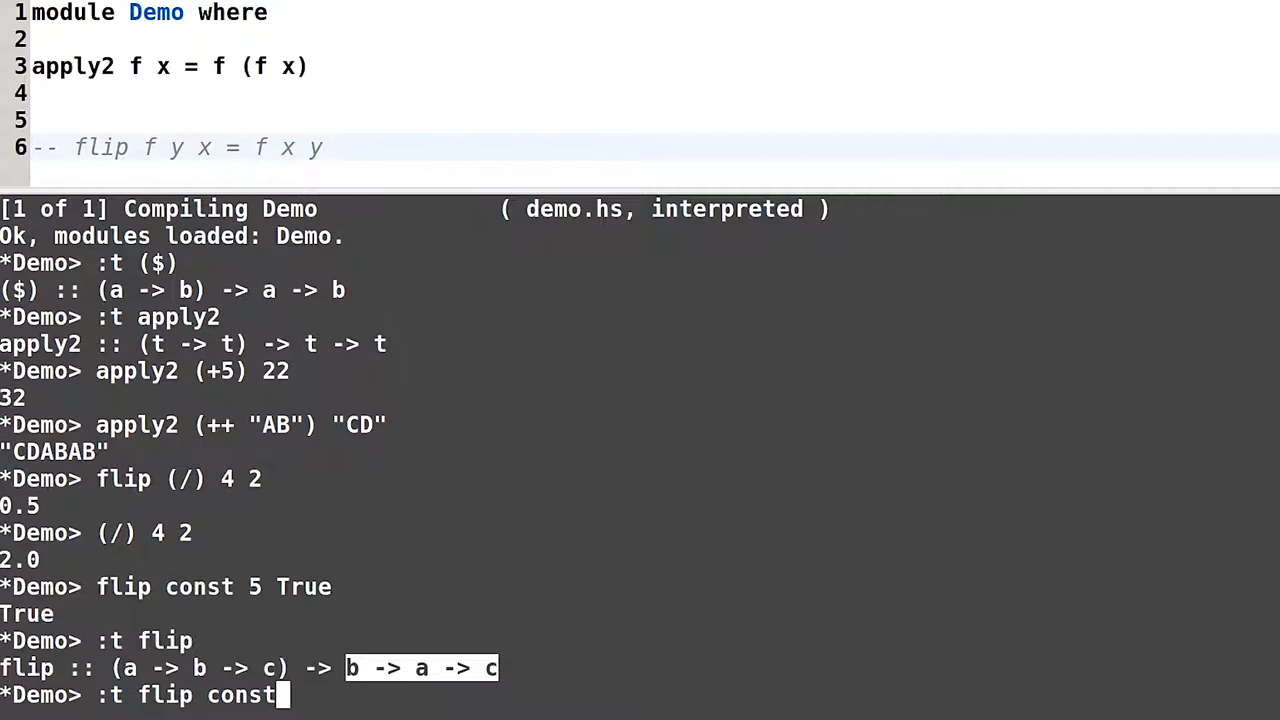 1 module Demo where
2
3 apply2 f x = f (f x)
4
5
6 -- flip f y x = f x y
[1 of 1] Compiling Demo             ( demo.hs, interpreted )
Ok, modules loaded: Demo.
*Demo> :t ($)
($) :: (a -> b) -> a -> b
*Demo> :t apply2
apply2 :: (t -> t) -> t -> t
*Demo> apply2 (+5) 22
32
*Demo> apply2 (++ "AB") "CD"
"CDABAB"
*Demo> flip (/) 4 2
0.5
*Demo> (/) 4 2
2.0
*Demo> flip const 5 True
True
*Demo> :t flip
flip :: (a -> b -> c) -> b -> a -> c
*Demo> :t flip const